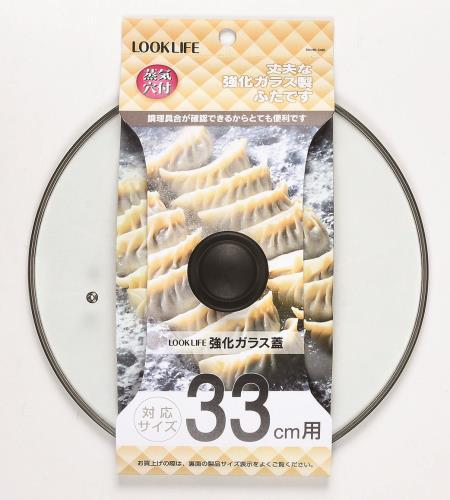 LOOKLIFE
蒸気
穴付
丈夫な
強化ガラス製
ふたです
調理具合が確認できるからとても便利です
LOOKLIFE 強化ガラス蓋
対応
サイズ
33cm用
お買上げの際は、裏面の製品サイズ表示をよくご覧ください。